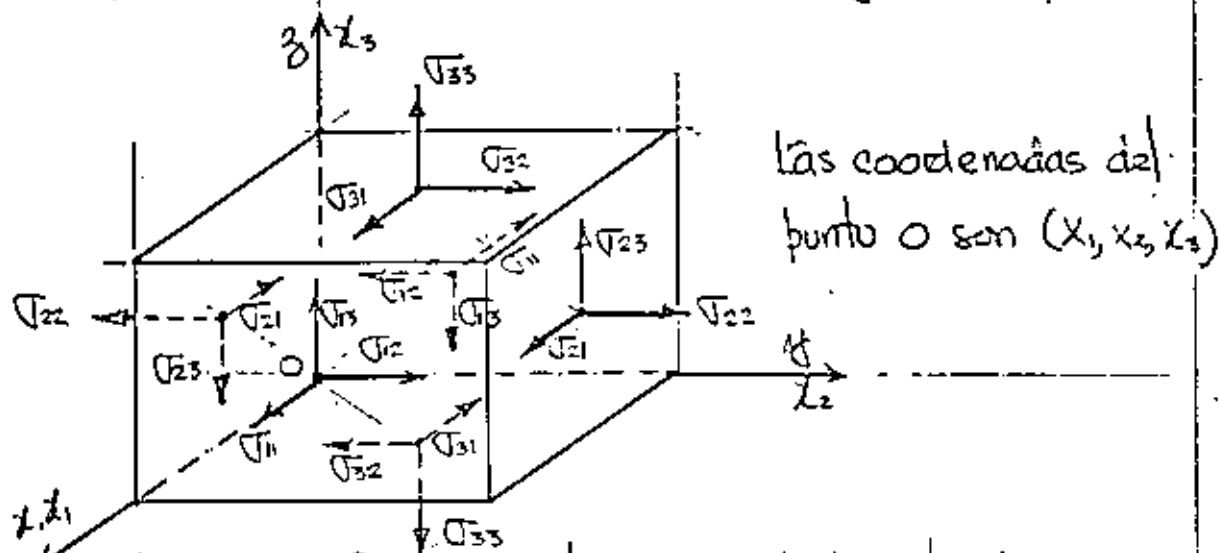 z x₃
σ33
σ32
σ31
σ11
σ23
σ12
σ22
σ21
σ13
σ13
σ22
σ23
O
σ12
σ21
y
x₂
σ11
σ32
σ31
x, x₁
σ33
Las coordenadas del
punto O son (x₁, x₂, x₃)